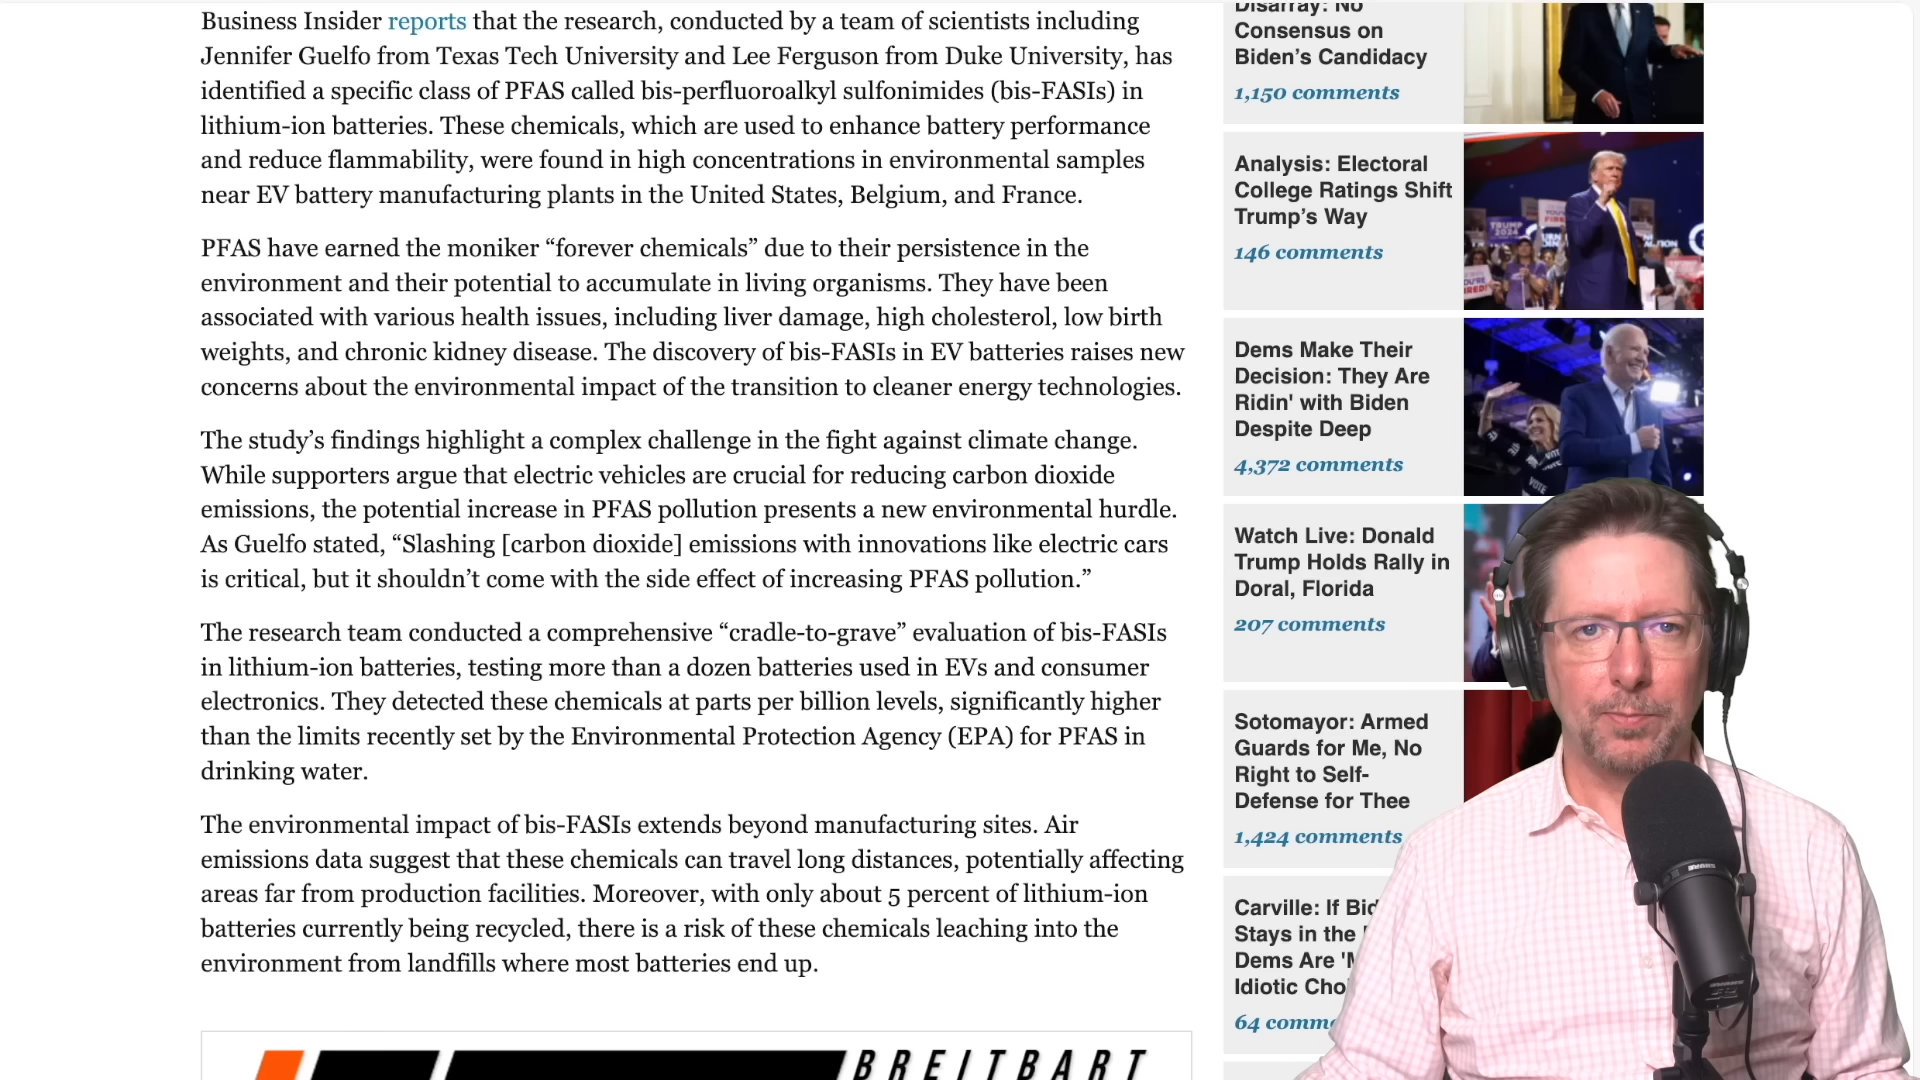 Business Insider reports that the research, conducted by a team of scientists including
Jennifer Guelfo from Texas Tech University and Lee Ferguson from Duke University, has
identified a specific class of PFAS called bis-perfluoroalkyl sulfonimides (bis-FASIs) in
lithium-ion batteries. These chemicals, which are used to enhance battery performance
and reduce flammability, were found in high concentrations in environmental samples
near EV battery manufacturing plants in the United States, Belgium, and France.
PFAS have earned the moniker “forever chemicals” due to their persistence in the
environment and their potential to accumulate in living organisms. They have been
associated with various health issues, including liver damage, high cholesterol, low birth
weights, and chronic kidney disease. The discovery of bis-FASIs in EV batteries raises new
concerns about the environmental impact of the transition to cleaner energy technologies.
The study’s findings highlight a complex challenge in the fight against climate change.
While supporters argue that electric vehicles are crucial for reducing carbon dioxide
emissions, the potential increase in PFAS pollution presents a new environmental hurdle.
As Guelfo stated, “Slashing [carbon dioxide] emissions with innovations like electric cars
is critical, but it shouldn’t come with the side effect of increasing PFAS pollution.”
The research team conducted a comprehensive “cradle-to-grave” evaluation of bis-FASIs
in lithium-ion batteries, testing more than a dozen batteries used in EVs and consumer
electronics. They detected these chemicals at parts per billion levels, significantly higher
than the limits recently set by the Environmental Protection Agency (EPA) for PFAS in
drinking water.
The environmental impact of bis-FASIs extends beyond manufacturing sites. Air
emissions data suggest that these chemicals can travel long distances, potentially affecting
areas far from production facilities. Moreover, with only about 5 percent of lithium-ion
batteries currently being recycled, there is a risk of these chemicals leaching into the
environment from landfills where most batteries end up.
BREITBART
Disarray: No
Consensus on
Biden’s Candidacy
1,150 comments
Analysis: Electoral
College Ratings Shift
Trump’s Way
146 comments
TRUMP
2024
Dems Make Their
Decision: They Are
Ridin' with Biden
Despite Deep
4,372 comments
VOTE
Watch Live: Donald
Trump Holds Rally in
Doral, Florida
207 comments
Sotomayor: Armed
Guards for Me, No
Right to Self-
Defense for Thee
1,424 comments
Carville: If Bid
Stays in the
Dems Are 'M
Idiotic Cho
64 comme